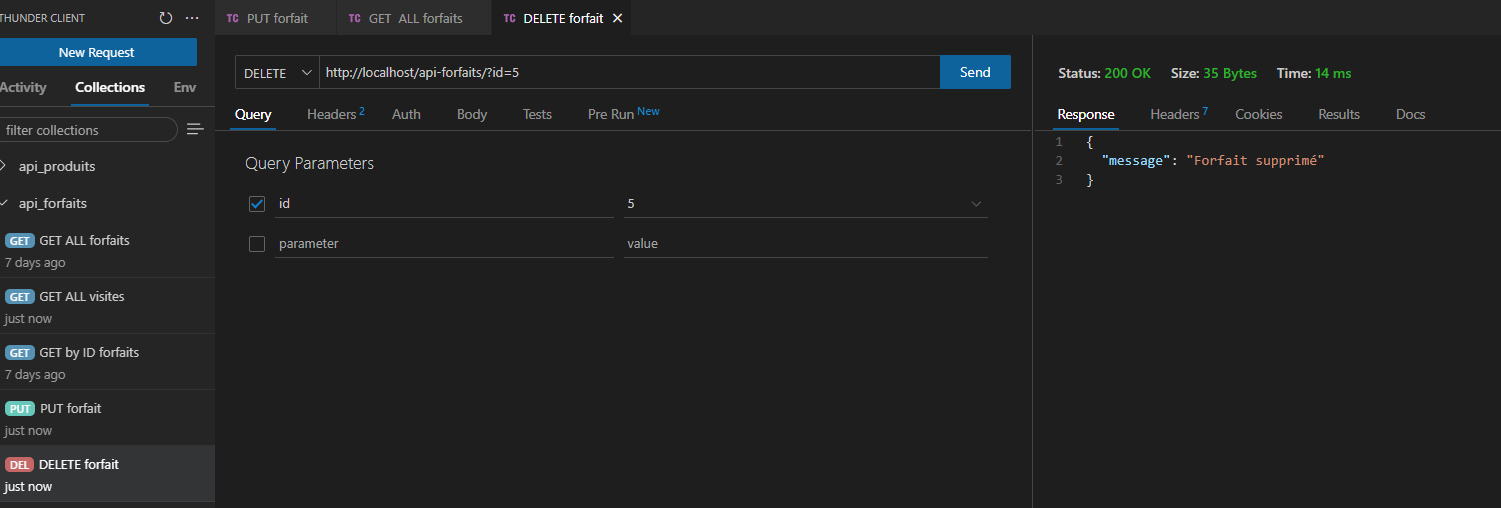 THUNDER CLIENT
New Request
Activity Collections Env
filter collections
api_produits
api_forfaits
GET GET ALL forfaits
7 days ago
GET GET ALL visites
just now
GET GET by ID forfaits
7 days ago
PUT PUT forfait
just now
DEL DELETE forfait
just now
TC PUT forfait TC GET ALL forfaits TC DELETE forfait
DELETE http://localhost/api-forfaits/?id=5 Send
Query Headers 2 Auth Body Tests Pre Run New
Query Parameters
id 5
parameter value
Status: 200 OK Size: 35 Bytes Time: 14 ms
Response Headers 7 Cookies Results Docs
1 {
2 "message": "Forfait supprimé"
3 }